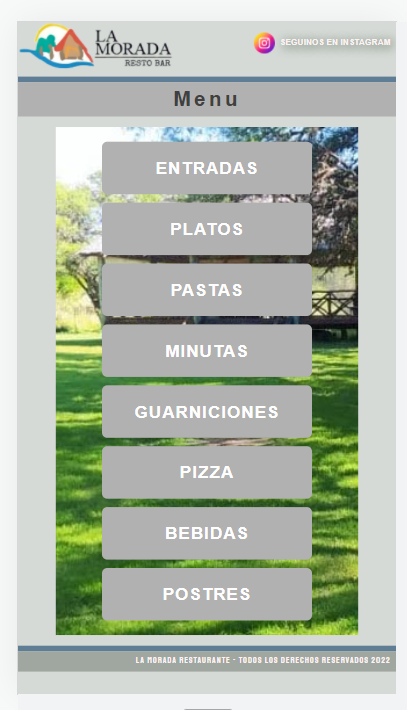 LA
MORADA
RESTO BAR
SEGUINOS EN INSTAGRAM
Menu
ENTRADAS
PLATOS
PASTAS
MINUTAS
GUARNICIONES
PIZZA
BEBIDAS
POSTRES
LA MORADA RESTAURANTE - TODOS LOS DERECHOS RESERVADOS 2022